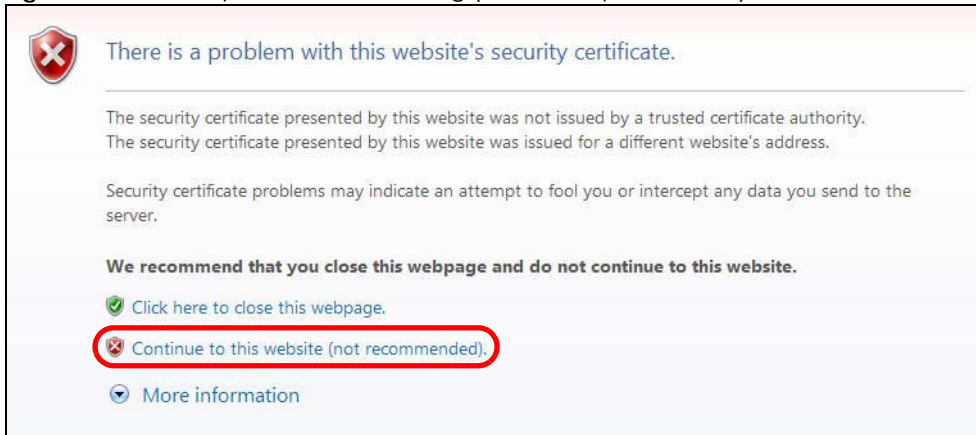 There is a problem with this website's security certificate.
The security certificate presented by this website was not issued by a trusted certificate authority.
The security certificate presented by this website was issued for a different website's address.
Security certificate problems may indicate an attempt to fool you or intercept any data you send to the
server.
We recommend that you close this webpage and do not continue to this website.
Click here to close this webpage.
Continue to this website (not recommended).
More information